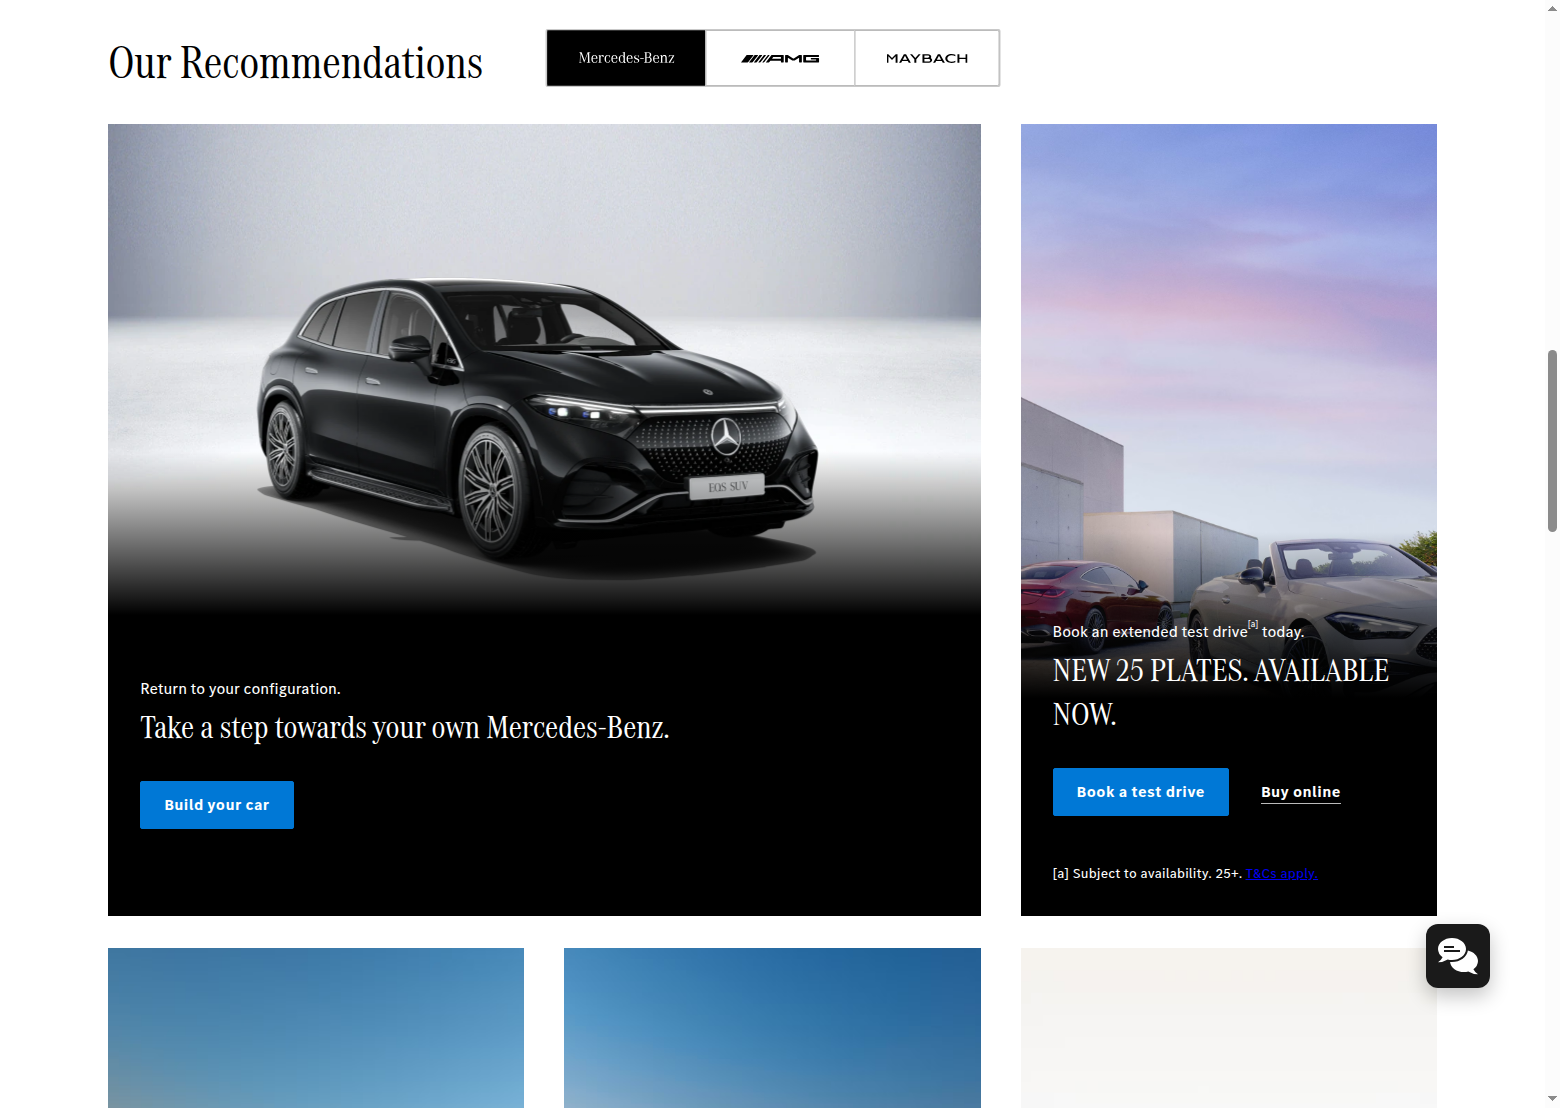 Our Recommendations
Mercedes-Benz
AMG
MAYBACH
EQS SUV
Return to your configuration.
Take a step towards your own Mercedes-Benz.
Build your car
Book an extended test drive[a] today.
NEW 25 PLATES. AVAILABLE
NOW.
Book a test drive
Buy online
[a] Subject to availability. 25+. T&Cs apply.